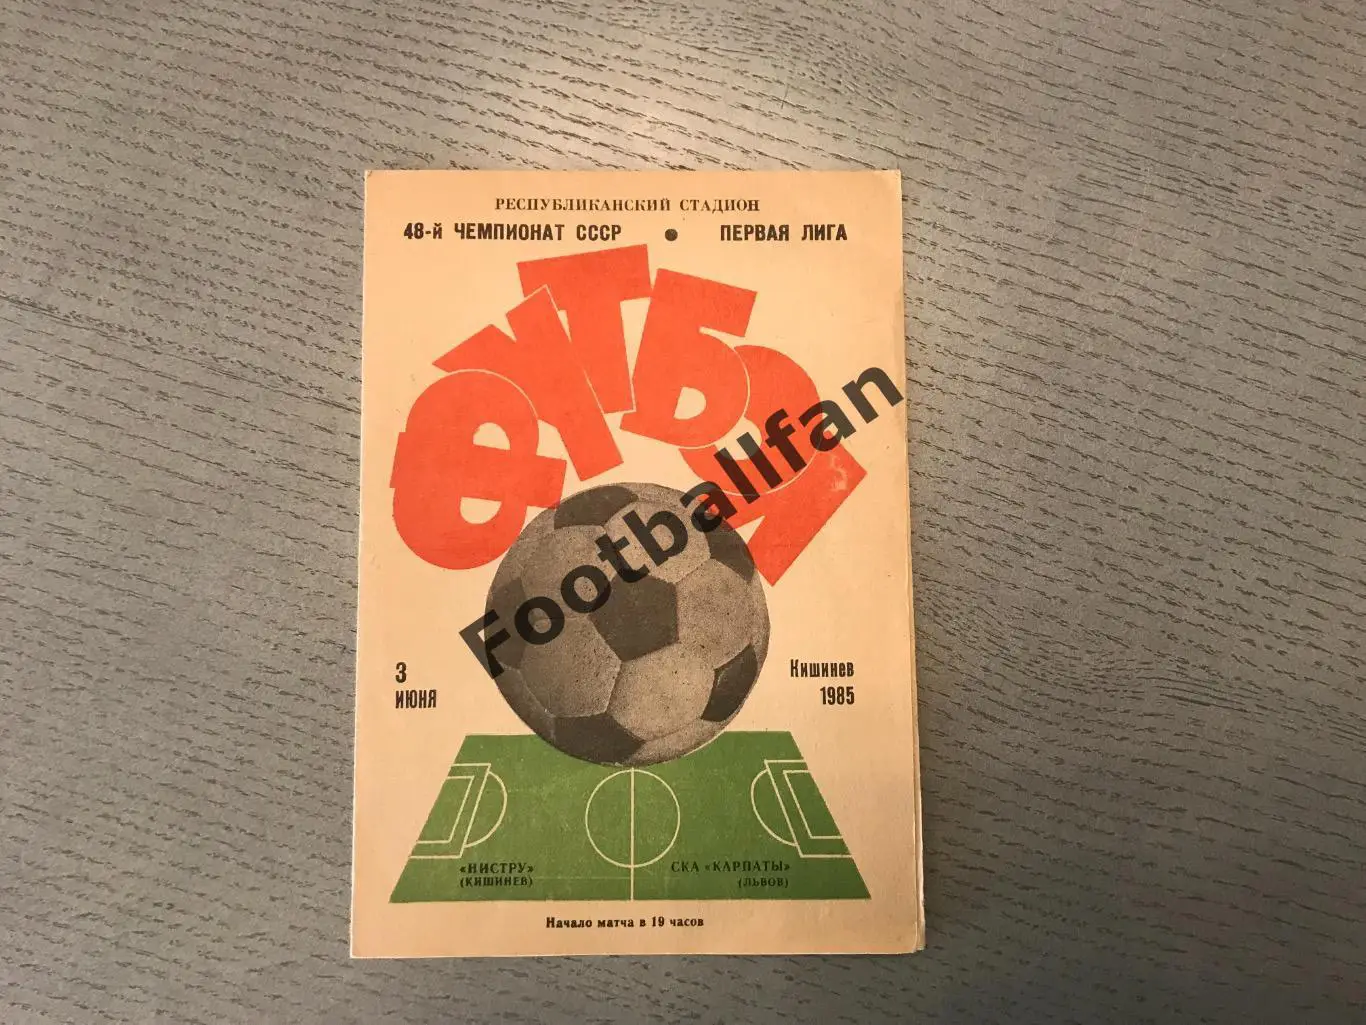 РЕСПУБЛИКАНСКИЙ СТАДИОН
48-й ЧЕМПИОНАТ СССР • ПЕРВАЯ ЛИГА
ФУТБОЛ
Footballfan
3
ИЮНЯ
Кишинев
1985
«НИСТРУ»
(КИШИНЕВ)
СКА «КАРПАТЫ»
(ЛЬВОВ)
Начало матча в 19 часов